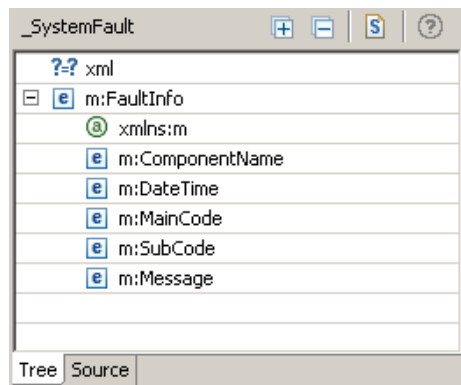 _SystemFault
?=? xml
e m:FaultInfo
a xmlns:m
e m:ComponentName
e m:DateTime
e m:MainCode
e m:SubCode
e m:Message
Tree Source